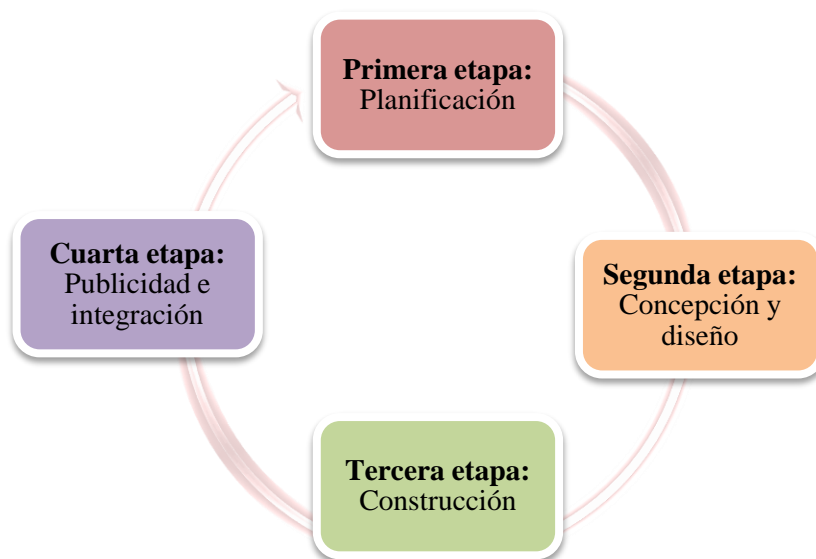 Primera etapa:
Planificación
Segunda etapa:
Concepción y
diseño
Tercera etapa:
Construcción
Cuarta etapa:
Publicidad e
integración